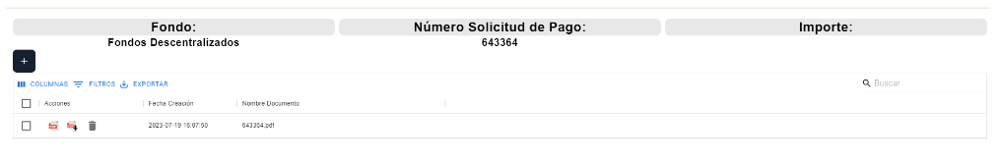 Fondo: Número Solicitud de Pago: Importe:
Fondos Descentralizados 643364
+
COLUMNAS FILTROS EXPORTAR Buscar
Acciones Fecha Creación Nombre Documento
2023-07-19 16:07:50 643364.pdf